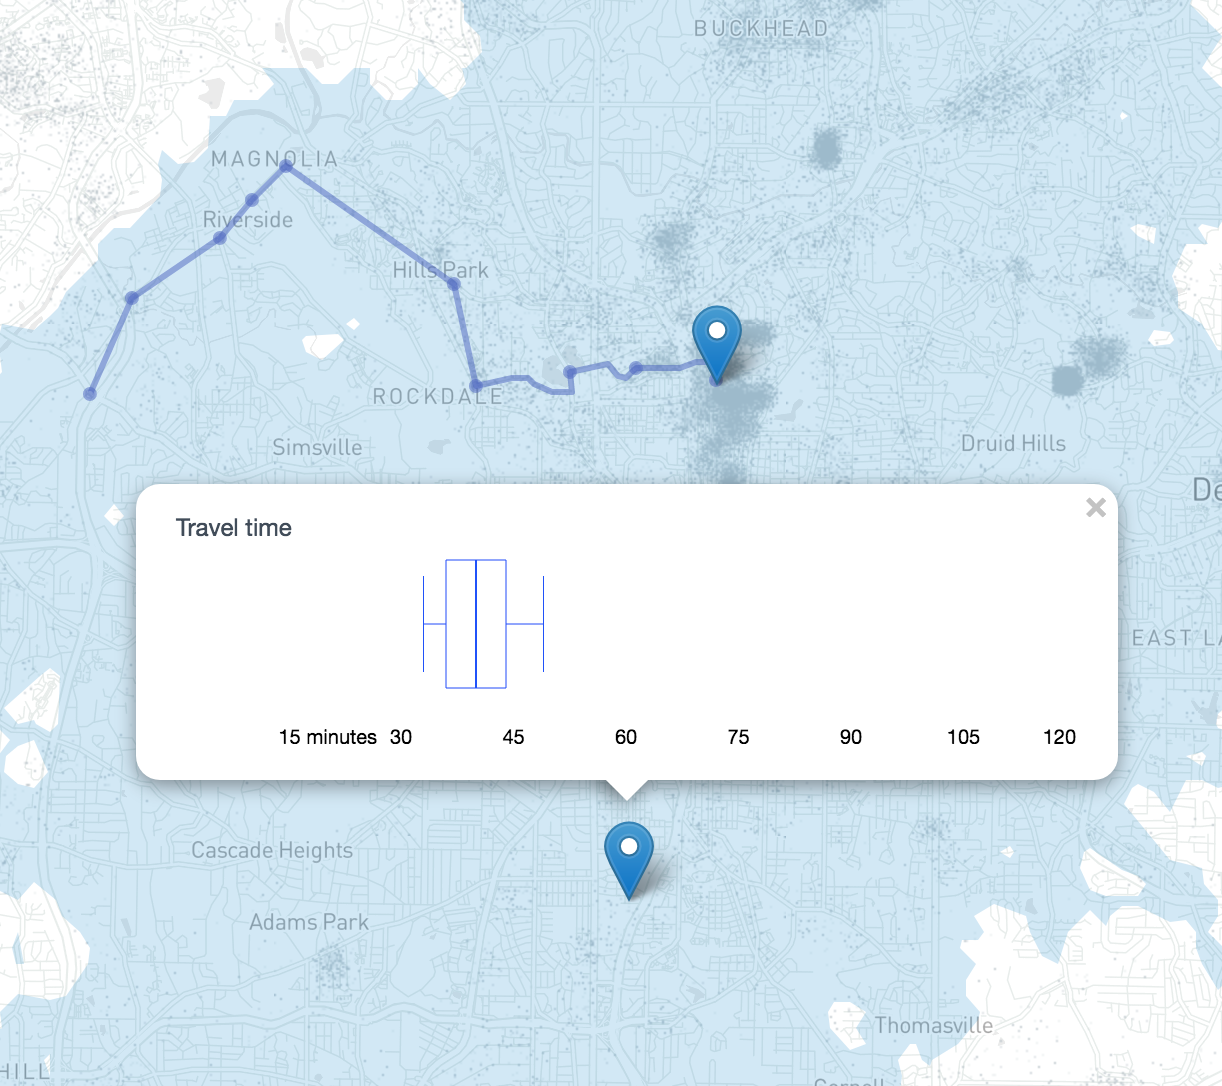 BUCKHEAD
MAGNOLIA
Riverside
Hills Park
ROCKDALE
Simsville
Druid Hills
De
Travel time
×
EAST LA
15 minutes 30 45 60 75 90 105 120
Cascade Heights
Adams Park
Thomasville
HILL